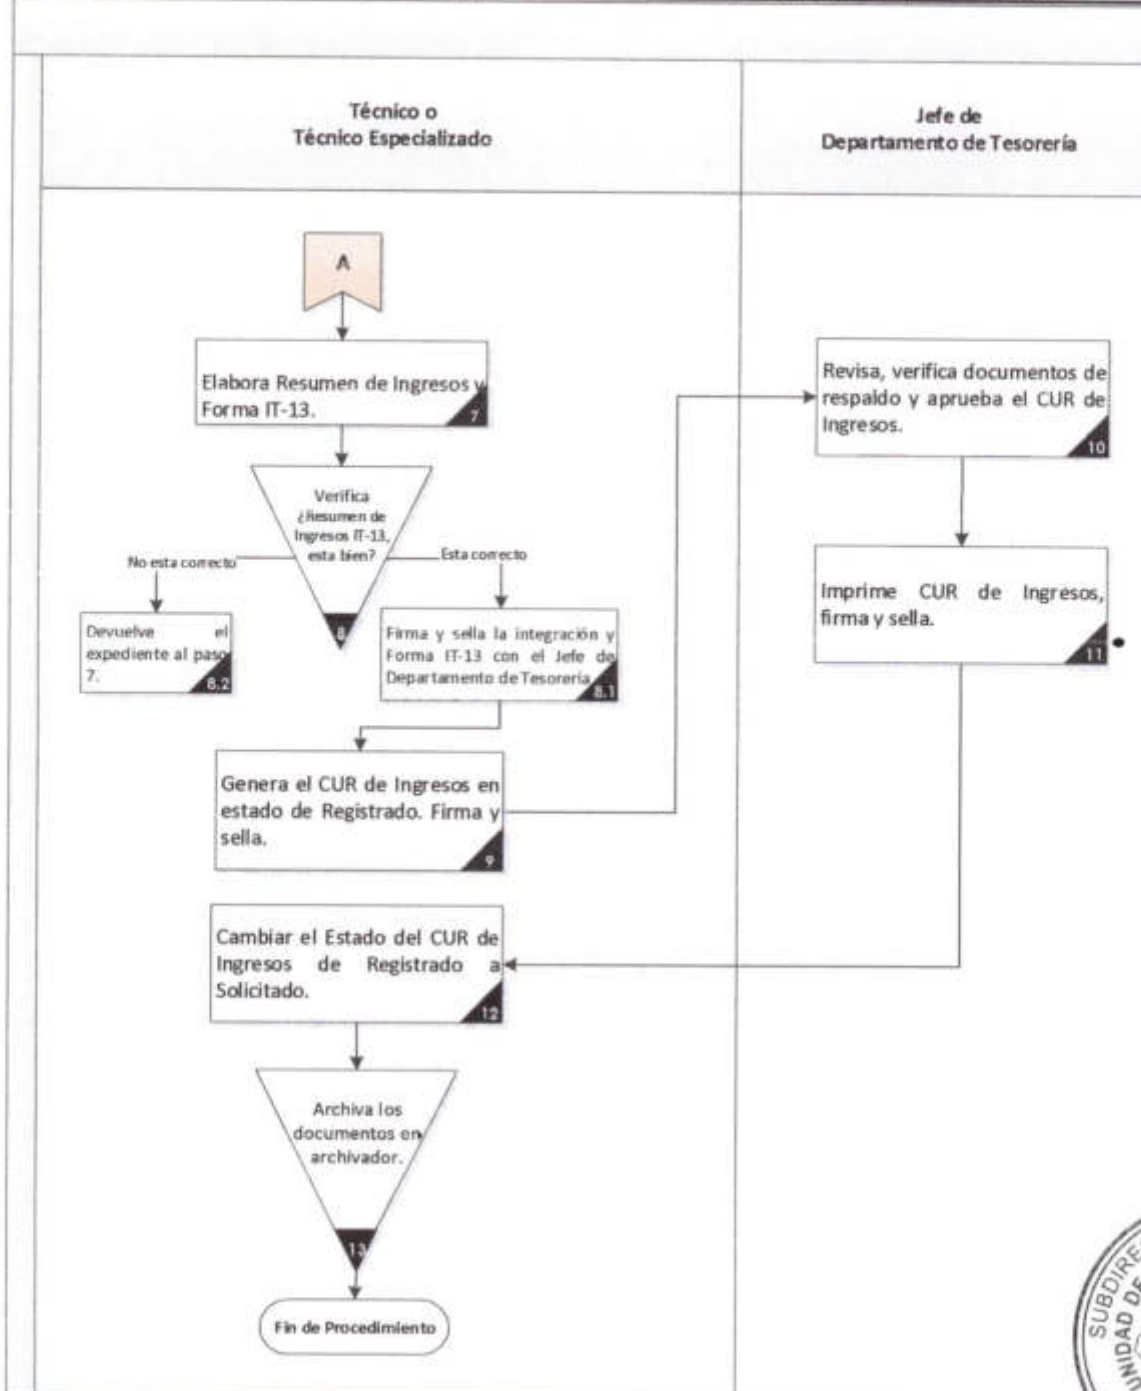 Técnico o
Técnico Especializado
Jefe de
Departamento de Tesorería
A
Elabora Resumen de Ingresos y
Forma IT-13.
7
Verifica
¿Resumen de
Ingresos IT-13,
esta bien?
8
No esta correcto
Esta correcto
Devuelve el
expediente al paso
7.
8.2
Firma y sella la integración y
Forma IT-13 con el Jefe de
Departamento de Tesorería
8.1
Genera el CUR de Ingresos en
estado de Registrado. Firma y
sella.
9
Revisa, verifica documentos de
respaldo y aprueba el CUR de
Ingresos.
10
Imprime CUR de Ingresos,
firma y sella.
11
Cambiar el Estado del CUR de
Ingresos de Registrado a
Solicitado.
12
Archiva los
documentos en
archivador.
13
Fin de Procedimiento
SUBDIRE
UNIDAD DE